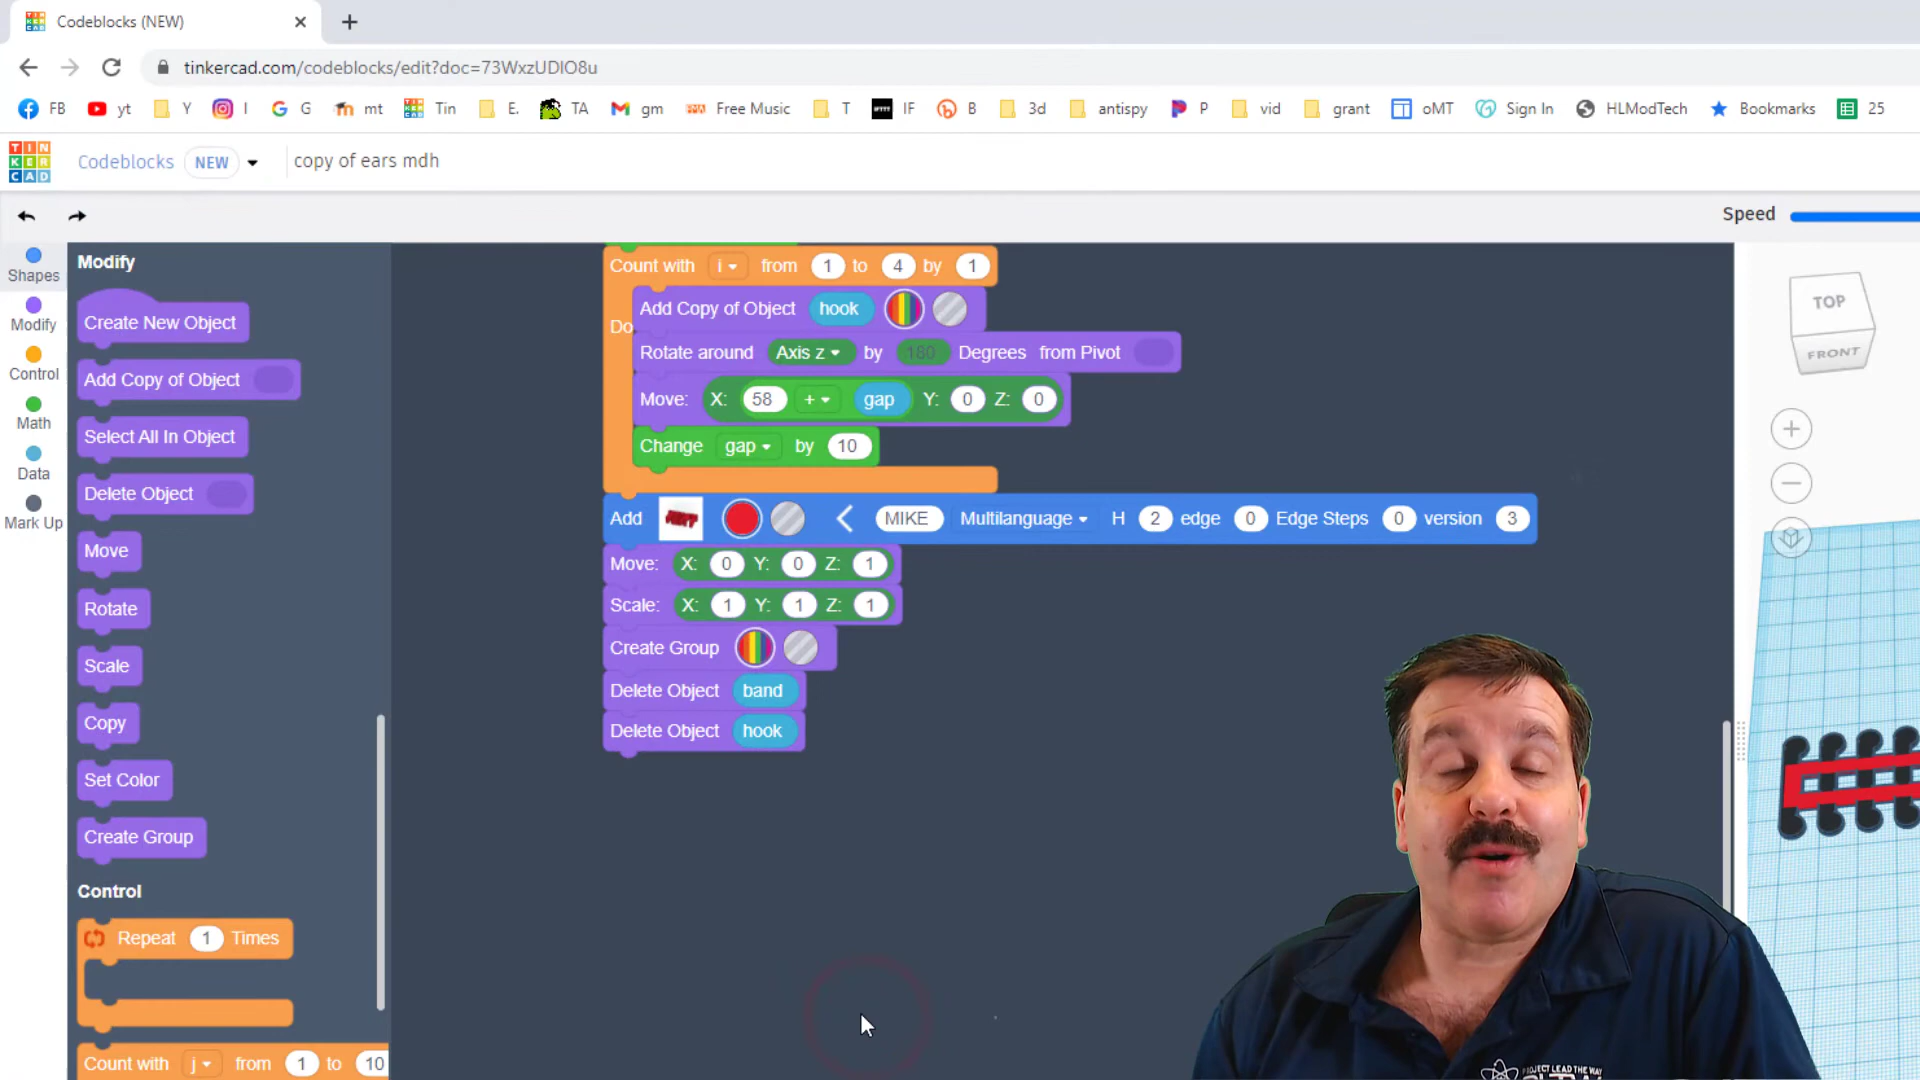 Codeblocks (NEW)
tinkercad.com/codeblocks/edit?doc=73WxzUDlO8u
FB yt Y I G mt Tin E. TA gm Free Music T IF B 3d antispy P vid grant oMT Sign In HLModTech Bookmarks 25
TIN KER CAD Codeblocks NEW copy of ears mdh
Speed
Shapes
Modify
Control
Math
Data
Mark Up
Modify
Create New Object
Add Copy of Object
Select All In Object
Delete Object
Move
Rotate
Scale
Copy
Set Color
Create Group
Control
Repeat 1 Times
Count with j from 1 to 10
Count with i from 1 to 4 by 1
Do
Add Copy of Object hook
Rotate around Axis z by 180 Degrees from Pivot
Move: X: 58 + gap Y: 0 Z: 0
Change gap by 10
Add MIKE Multilanguage H 2 edge 0 Edge Steps 0 version 3
Move: X: 0 Y: 0 Z: 1
Scale: X: 1 Y: 1 Z: 1
Create Group
Delete Object band
Delete Object hook
TOP
FRONT
PROJECT LEAD THE WAY